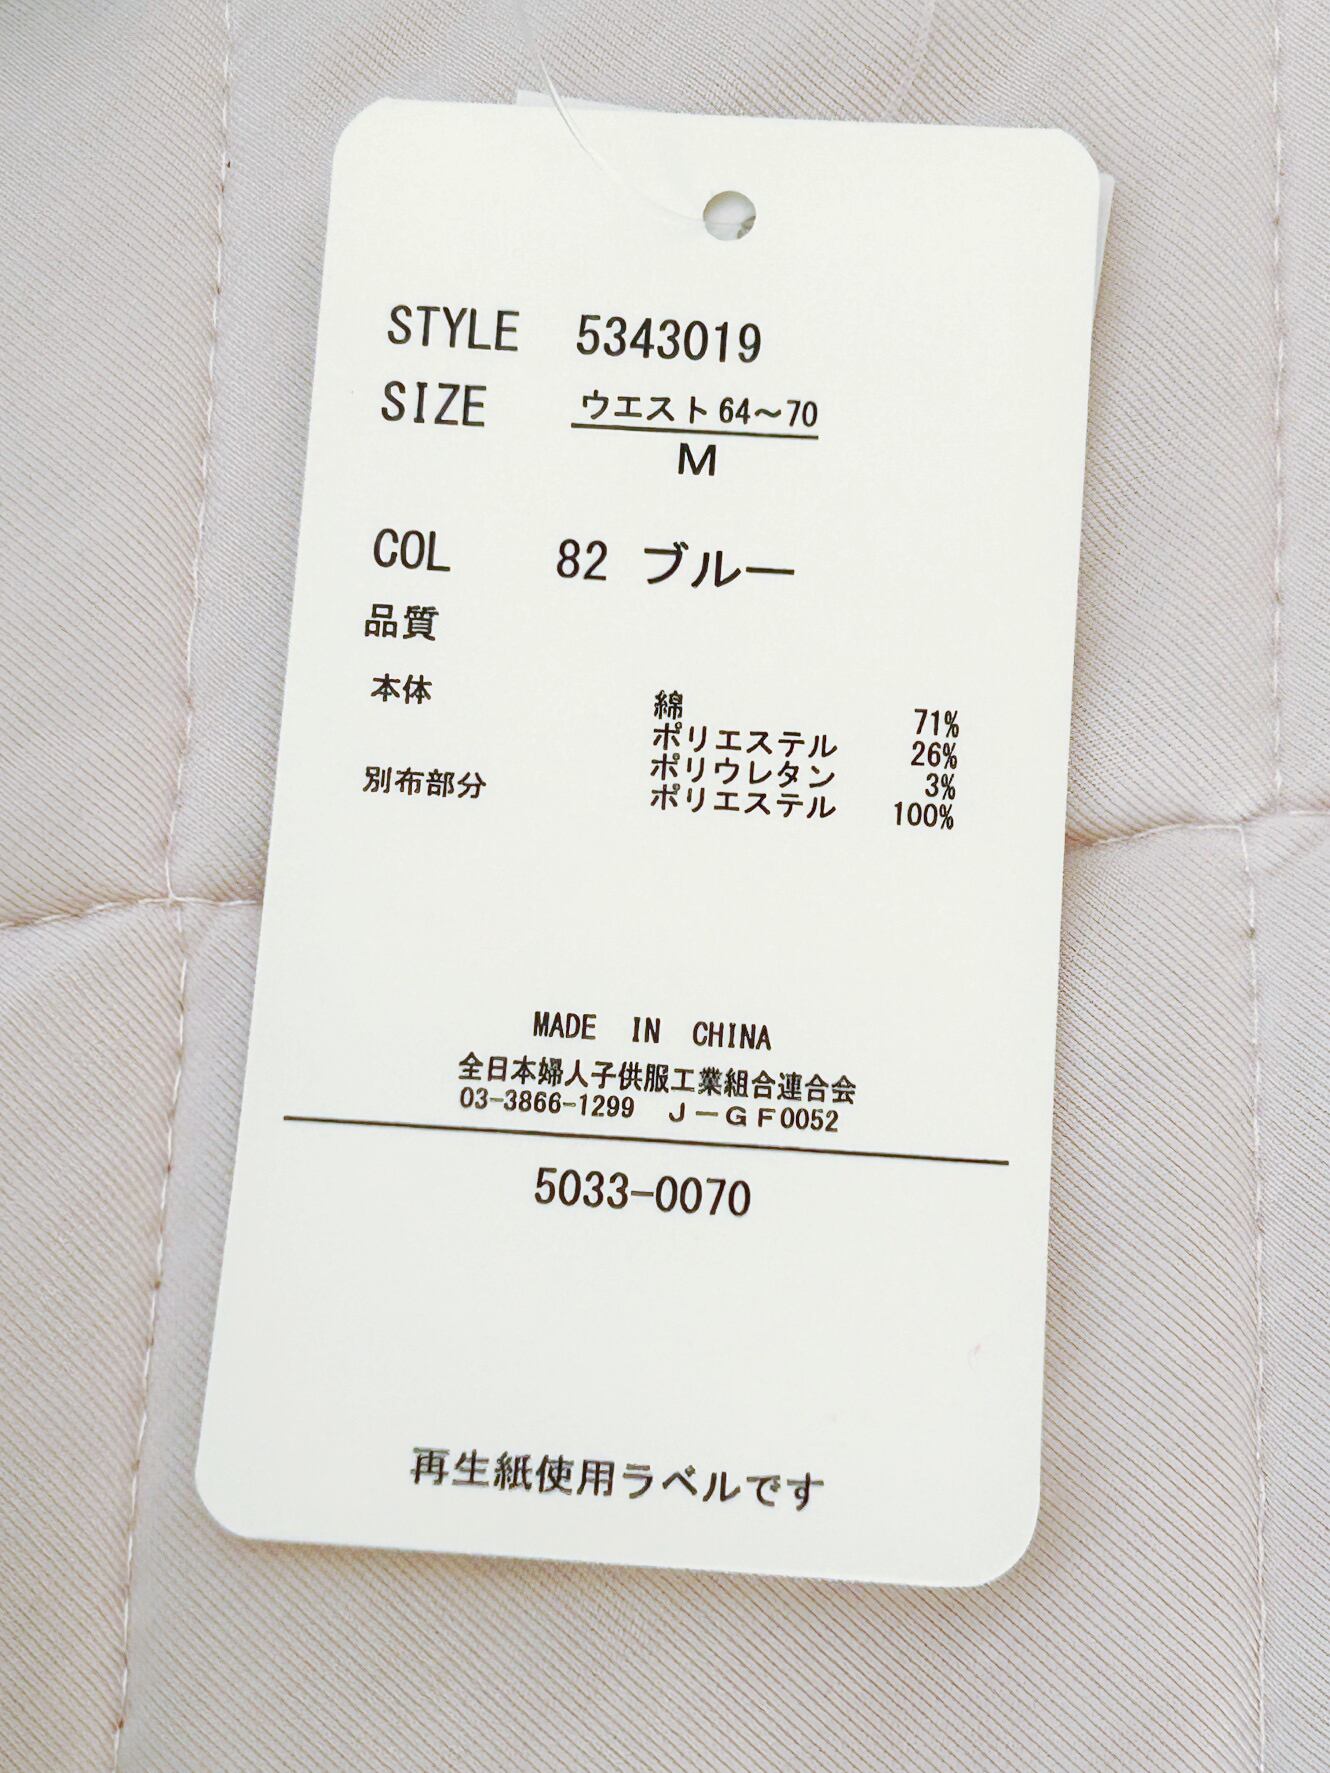 STYLE 5343019
SIZE ウエスト64～70
M
COL 82 ブルー
品質
本体 綿 71%
ポリエステル 26%
ポリウレタン 3%
別布部分 ポリエステル 100%
MADE IN CHINA
全日本婦人子供服工業組合連合会
03-3866-1299 J－GF0052
5033-0070
再生紙使用ラベルです